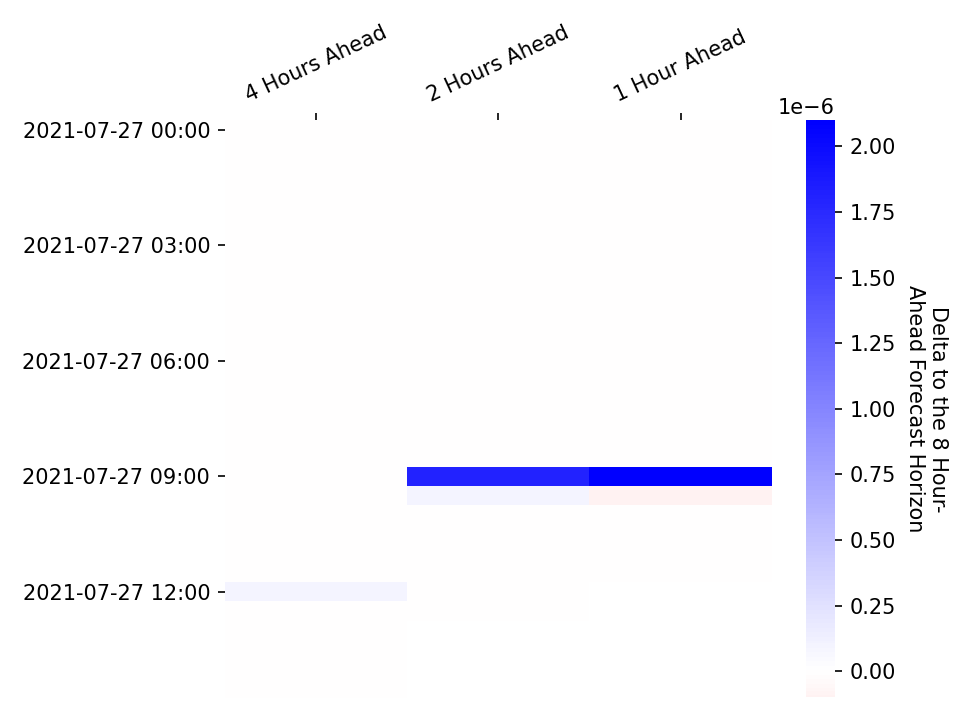 4 Hours Ahead
2 Hours Ahead
1 Hour Ahead
1e−6
2021-07-27 00:00
2021-07-27 03:00
2021-07-27 06:00
2021-07-27 09:00
2021-07-27 12:00
2.00
1.75
1.50
1.25
1.00
0.75
0.50
0.25
0.00
Delta to the 8 Hour-
Ahead Forecast Horizon